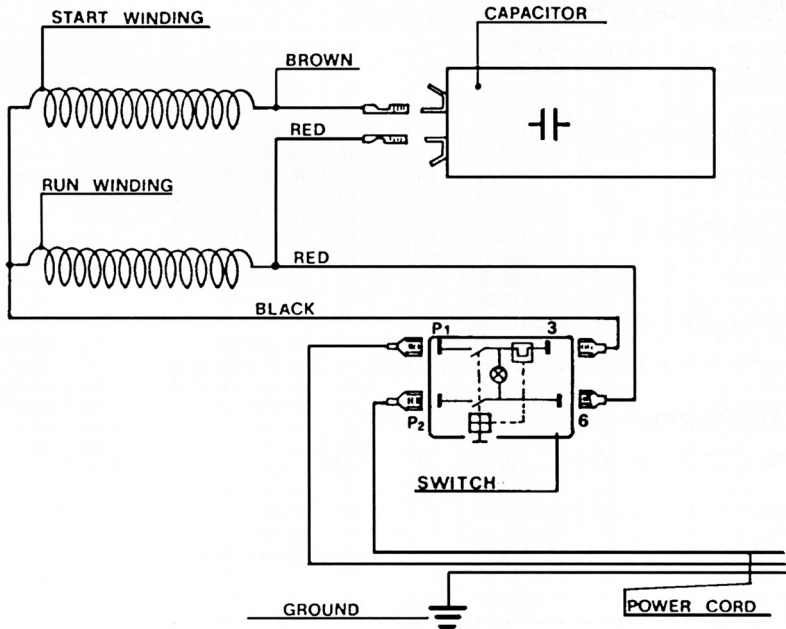 START WINDING
CAPACITOR
BROWN
RED
RUN WINDING
RED
BLACK
P1 3
P2 6
SWITCH
GROUND
POWER CORD